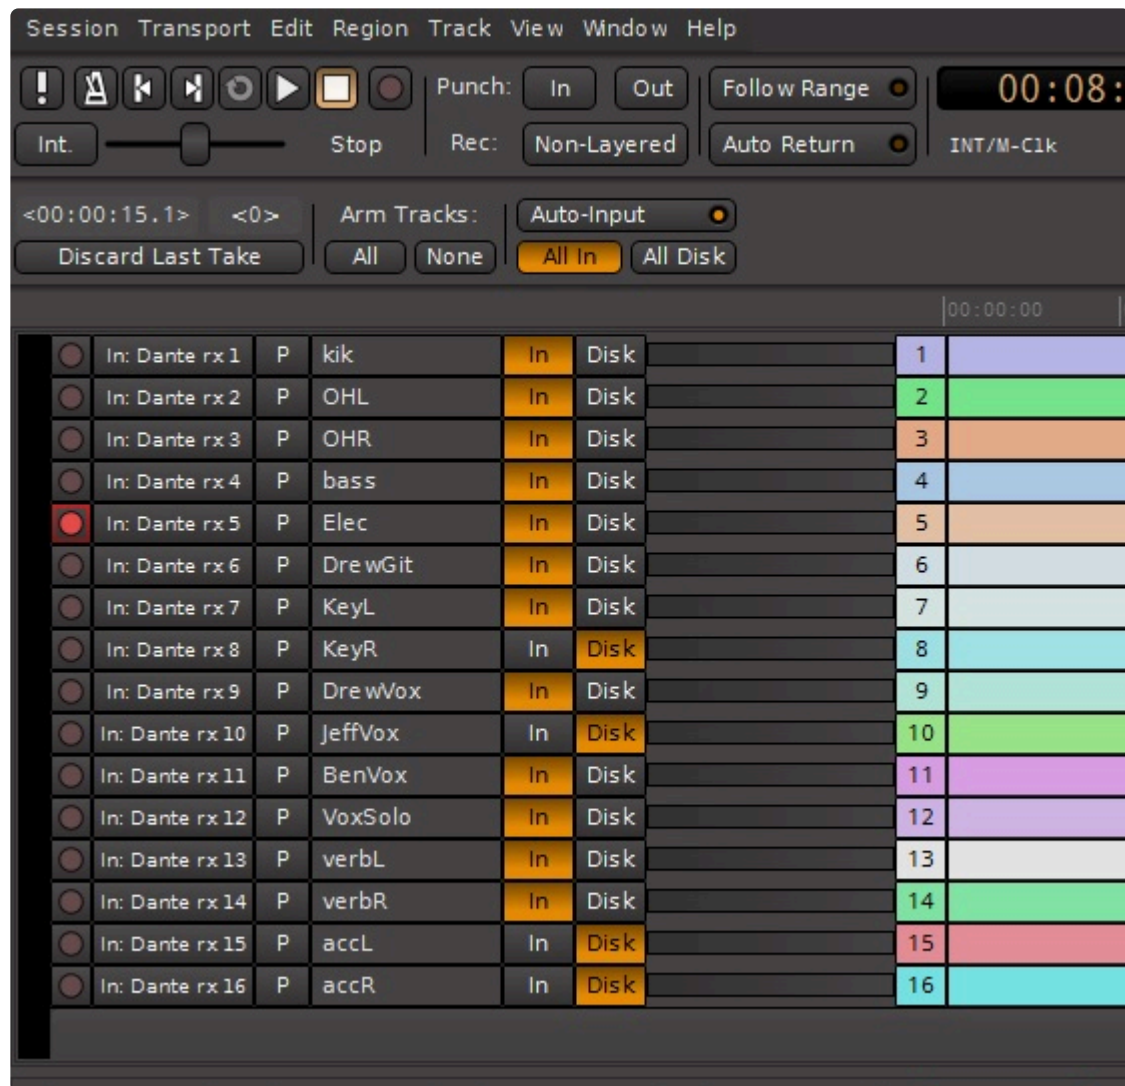 Session Transport Edit Region Track View Window Help
! Punch: In Out Follow Range 00:08:
Int. Stop Rec: Non-Layered Auto Return INT/M-Clk
<00:00:15.1> <0> Arm Tracks: Auto-Input
Discard Last Take All None All In All Disk
00:00:00
In: Dante rx 1 P kik In Disk 1
In: Dante rx 2 P OHL In Disk 2
In: Dante rx 3 P OHR In Disk 3
In: Dante rx 4 P bass In Disk 4
In: Dante rx 5 P Elec In Disk 5
In: Dante rx 6 P DrewGit In Disk 6
In: Dante rx 7 P KeyL In Disk 7
In: Dante rx 8 P KeyR In Disk 8
In: Dante rx 9 P DrewVox In Disk 9
In: Dante rx 10 P JeffVox In Disk 10
In: Dante rx 11 P BenVox In Disk 11
In: Dante rx 12 P VoxSolo In Disk 12
In: Dante rx 13 P verbL In Disk 13
In: Dante rx 14 P verbR In Disk 14
In: Dante rx 15 P accL In Disk 15
In: Dante rx 16 P accR In Disk 16